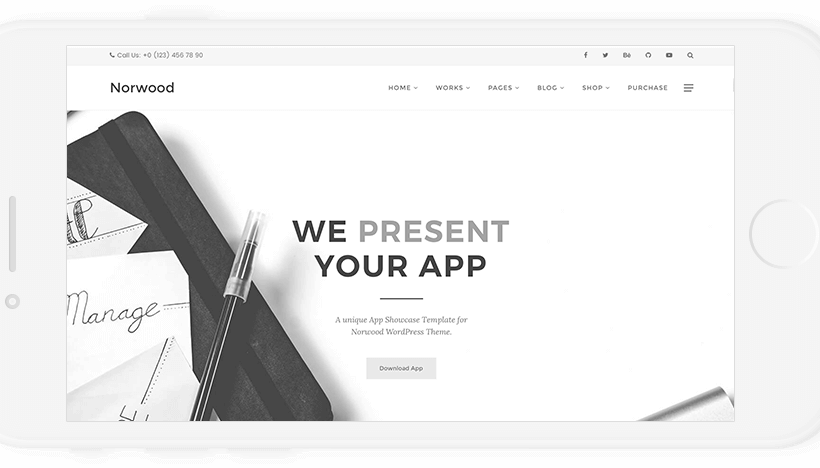 Call Us: +0 (123) 456 78 90
Norwood
HOME
WORKS
PAGES
BLOG
SHOP
PURCHASE
WE PRESENT
YOUR APP
A unique App Showcase Template for
Norwood WordPress Theme.
Download App
Manage